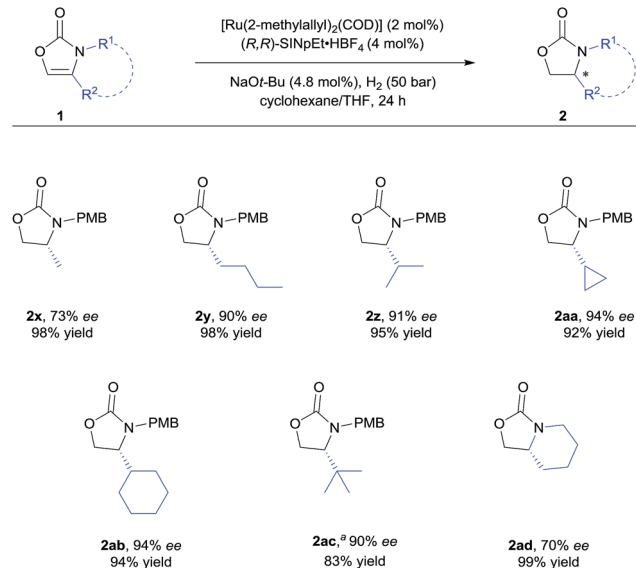 [Ru(2-methylallyl)₂(COD)] (2 mol%)
(R,R)-SINpEt•HBF₄ (4 mol%)
NaOt-Bu (4.8 mol%), H₂ (50 bar)
cyclohexane/THF, 24 h
O
O
N
R¹
R²
1
O
O
N
R¹
*
R²
2
O
O
N
PMB
2x, 73% ee
98% yield
O
O
N
PMB
2y, 90% ee
98% yield
O
O
N
PMB
2z, 91% ee
95% yield
O
O
N
PMB
2aa, 94% ee
92% yield
O
O
N
PMB
2ab, 94% ee
94% yield
O
O
N
PMB
2ac,ᵃ 90% ee
83% yield
O
O
N
2ad, 70% ee
99% yield